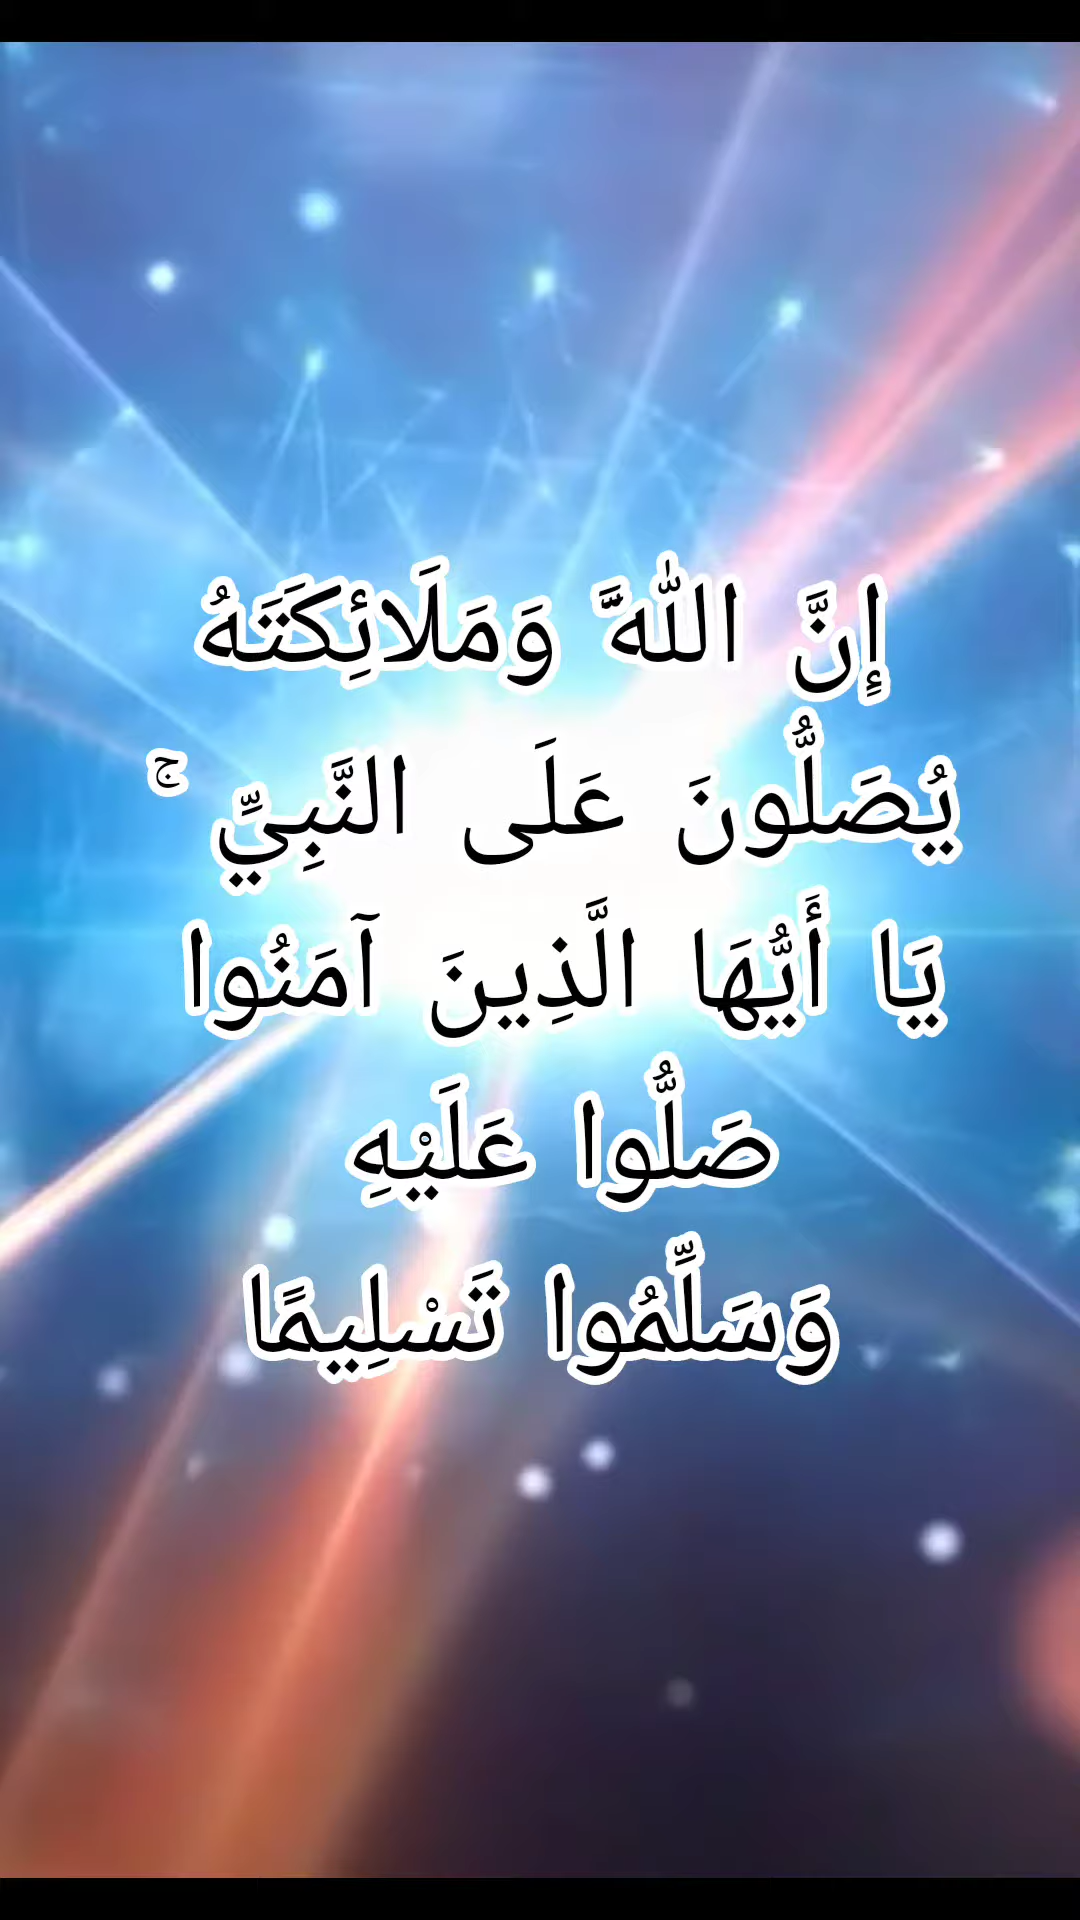 إِنَّ اللَّهَ وَمَلَائِكَتَهُ
يُصَلُّونَ عَلَى النَّبِيِّ ۚ
يَا أَيُّهَا الَّذِينَ آمَنُوا
صَلُّوا عَلَيْهِ
وَسَلِّمُوا تَسْلِيمًا